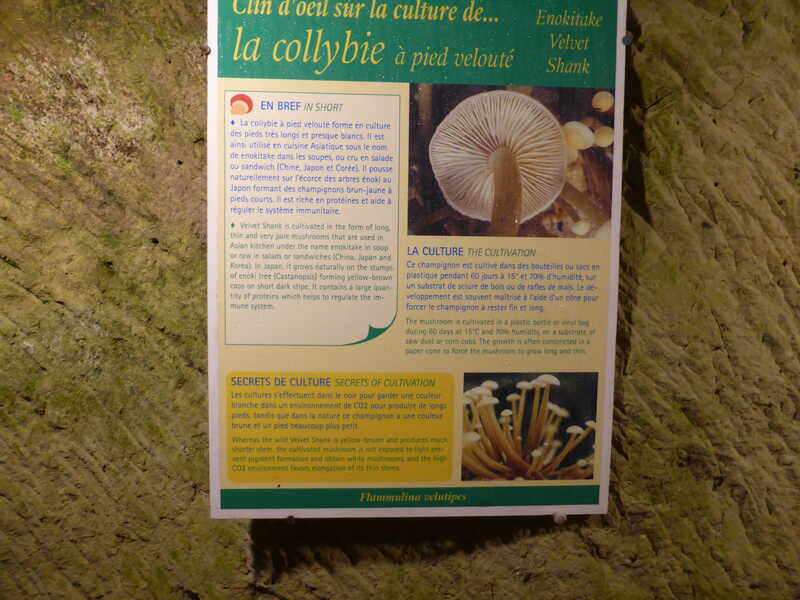 Clin d'oeil sur la culture de...
la collybie à pied velouté
Enokitake
Velvet
Shank
EN BREF IN SHORT
♦ La collybie à pied velouté forme en culture
des pieds très longs et presque blancs. Il est
ainsi utilisé en cuisine Asiatique sous le nom
de enokitake dans les soupes, ou cru en salade
ou sandwich (Chine, Japon et Corée). Il pousse
naturellement sur l'écorce des arbres énoki au
Japon formant des champignons brun-jaune à
pieds courts. Il est riche en protéines et aide à
réguler le système immunitaire.
♦ Velvet Shank is cultivated in the form of long,
thin and very pale mushrooms that are used in
Asian kitchen under the name enokitake in soup
or raw in salads or sandwiches (China, Japan and
Korea). In Japan, it grows naturally on the stumps
of enoki tree (Castanopsis) forming yellow-brown
caps on short dark stipe. It contains a large quan-
tity of proteins which helps to regulate the im-
mune system.
LA CULTURE THE CULTIVATION
Ce champignon est cultivé dans des bouteilles ou sacs en
plastique pendant 60 jours à 15° et 70% d'humidité, sur
un substrat de sciure de bois ou de rafles de maïs. Le dé-
veloppement est souvent maîtrisé à l'aide d'un cône pour
forcer le champignon à rester fin et long.
The mushroom is cultivated in a plastic bottle or vinyl bag
during 60 days at 15°C and 70% humidity, on a substrate of
saw dust or corn cobs. The growth is often constricted in a
paper cone to force the mushroom to grow long and thin.
SECRETS DE CULTURE SECRETS OF CULTIVATION
Les cultures s'effectuent dans le noir pour garder une couleur
blanche dans un environnement de CO2 pour produire de longs
pieds, tandis que dans la nature ce champignon a une couleur
brune et un pied beaucoup plus petit.
Whereas the wild Velvet Shank is yellow-brown and produces much
shorter stem, the cultivated mushroom is not exposed to light pre-
vent pigment formation and obtain white mushrooms, and the high
CO2 environment favors elongation of its thin stems.
Flammulina velutipes